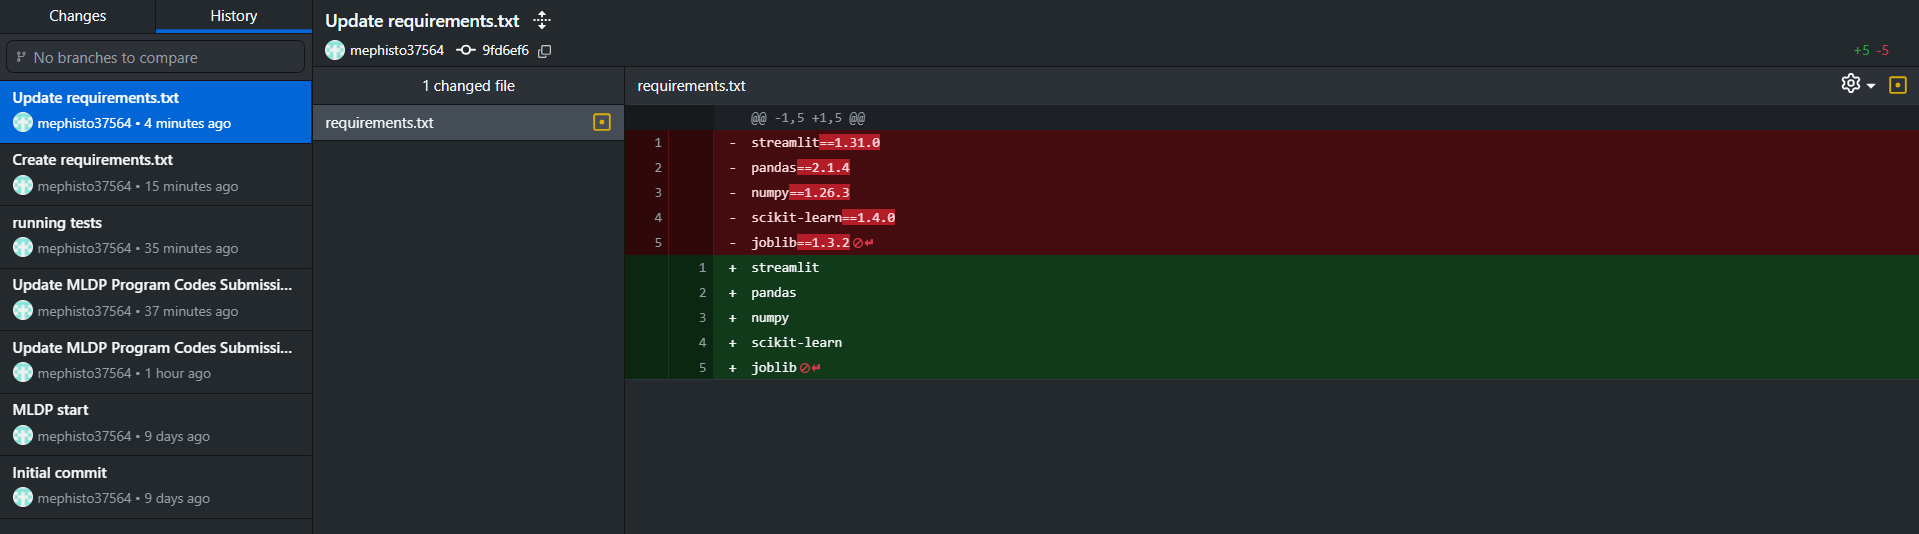 Changes
History
No branches to compare
Update requirements.txt
mephisto37564 • 4 minutes ago
Create requirements.txt
mephisto37564 • 15 minutes ago
running tests
mephisto37564 • 35 minutes ago
Update MLDP Program Codes Submissi...
mephisto37564 • 37 minutes ago
Update MLDP Program Codes Submissi...
mephisto37564 • 1 hour ago
MLDP start
mephisto37564 • 9 days ago
Initial commit
mephisto37564 • 9 days ago
Update requirements.txt
mephisto37564 9fd6ef6
+5 -5
1 changed file
requirements.txt
requirements.txt
@@ -1,5 +1,5 @@
1 - streamlit==1.31.0
2 - pandas==2.1.4
3 - numpy==1.26.3
4 - scikit-learn==1.4.0
5 - joblib==1.3.2
1 + streamlit
2 + pandas
3 + numpy
4 + scikit-learn
5 + joblib